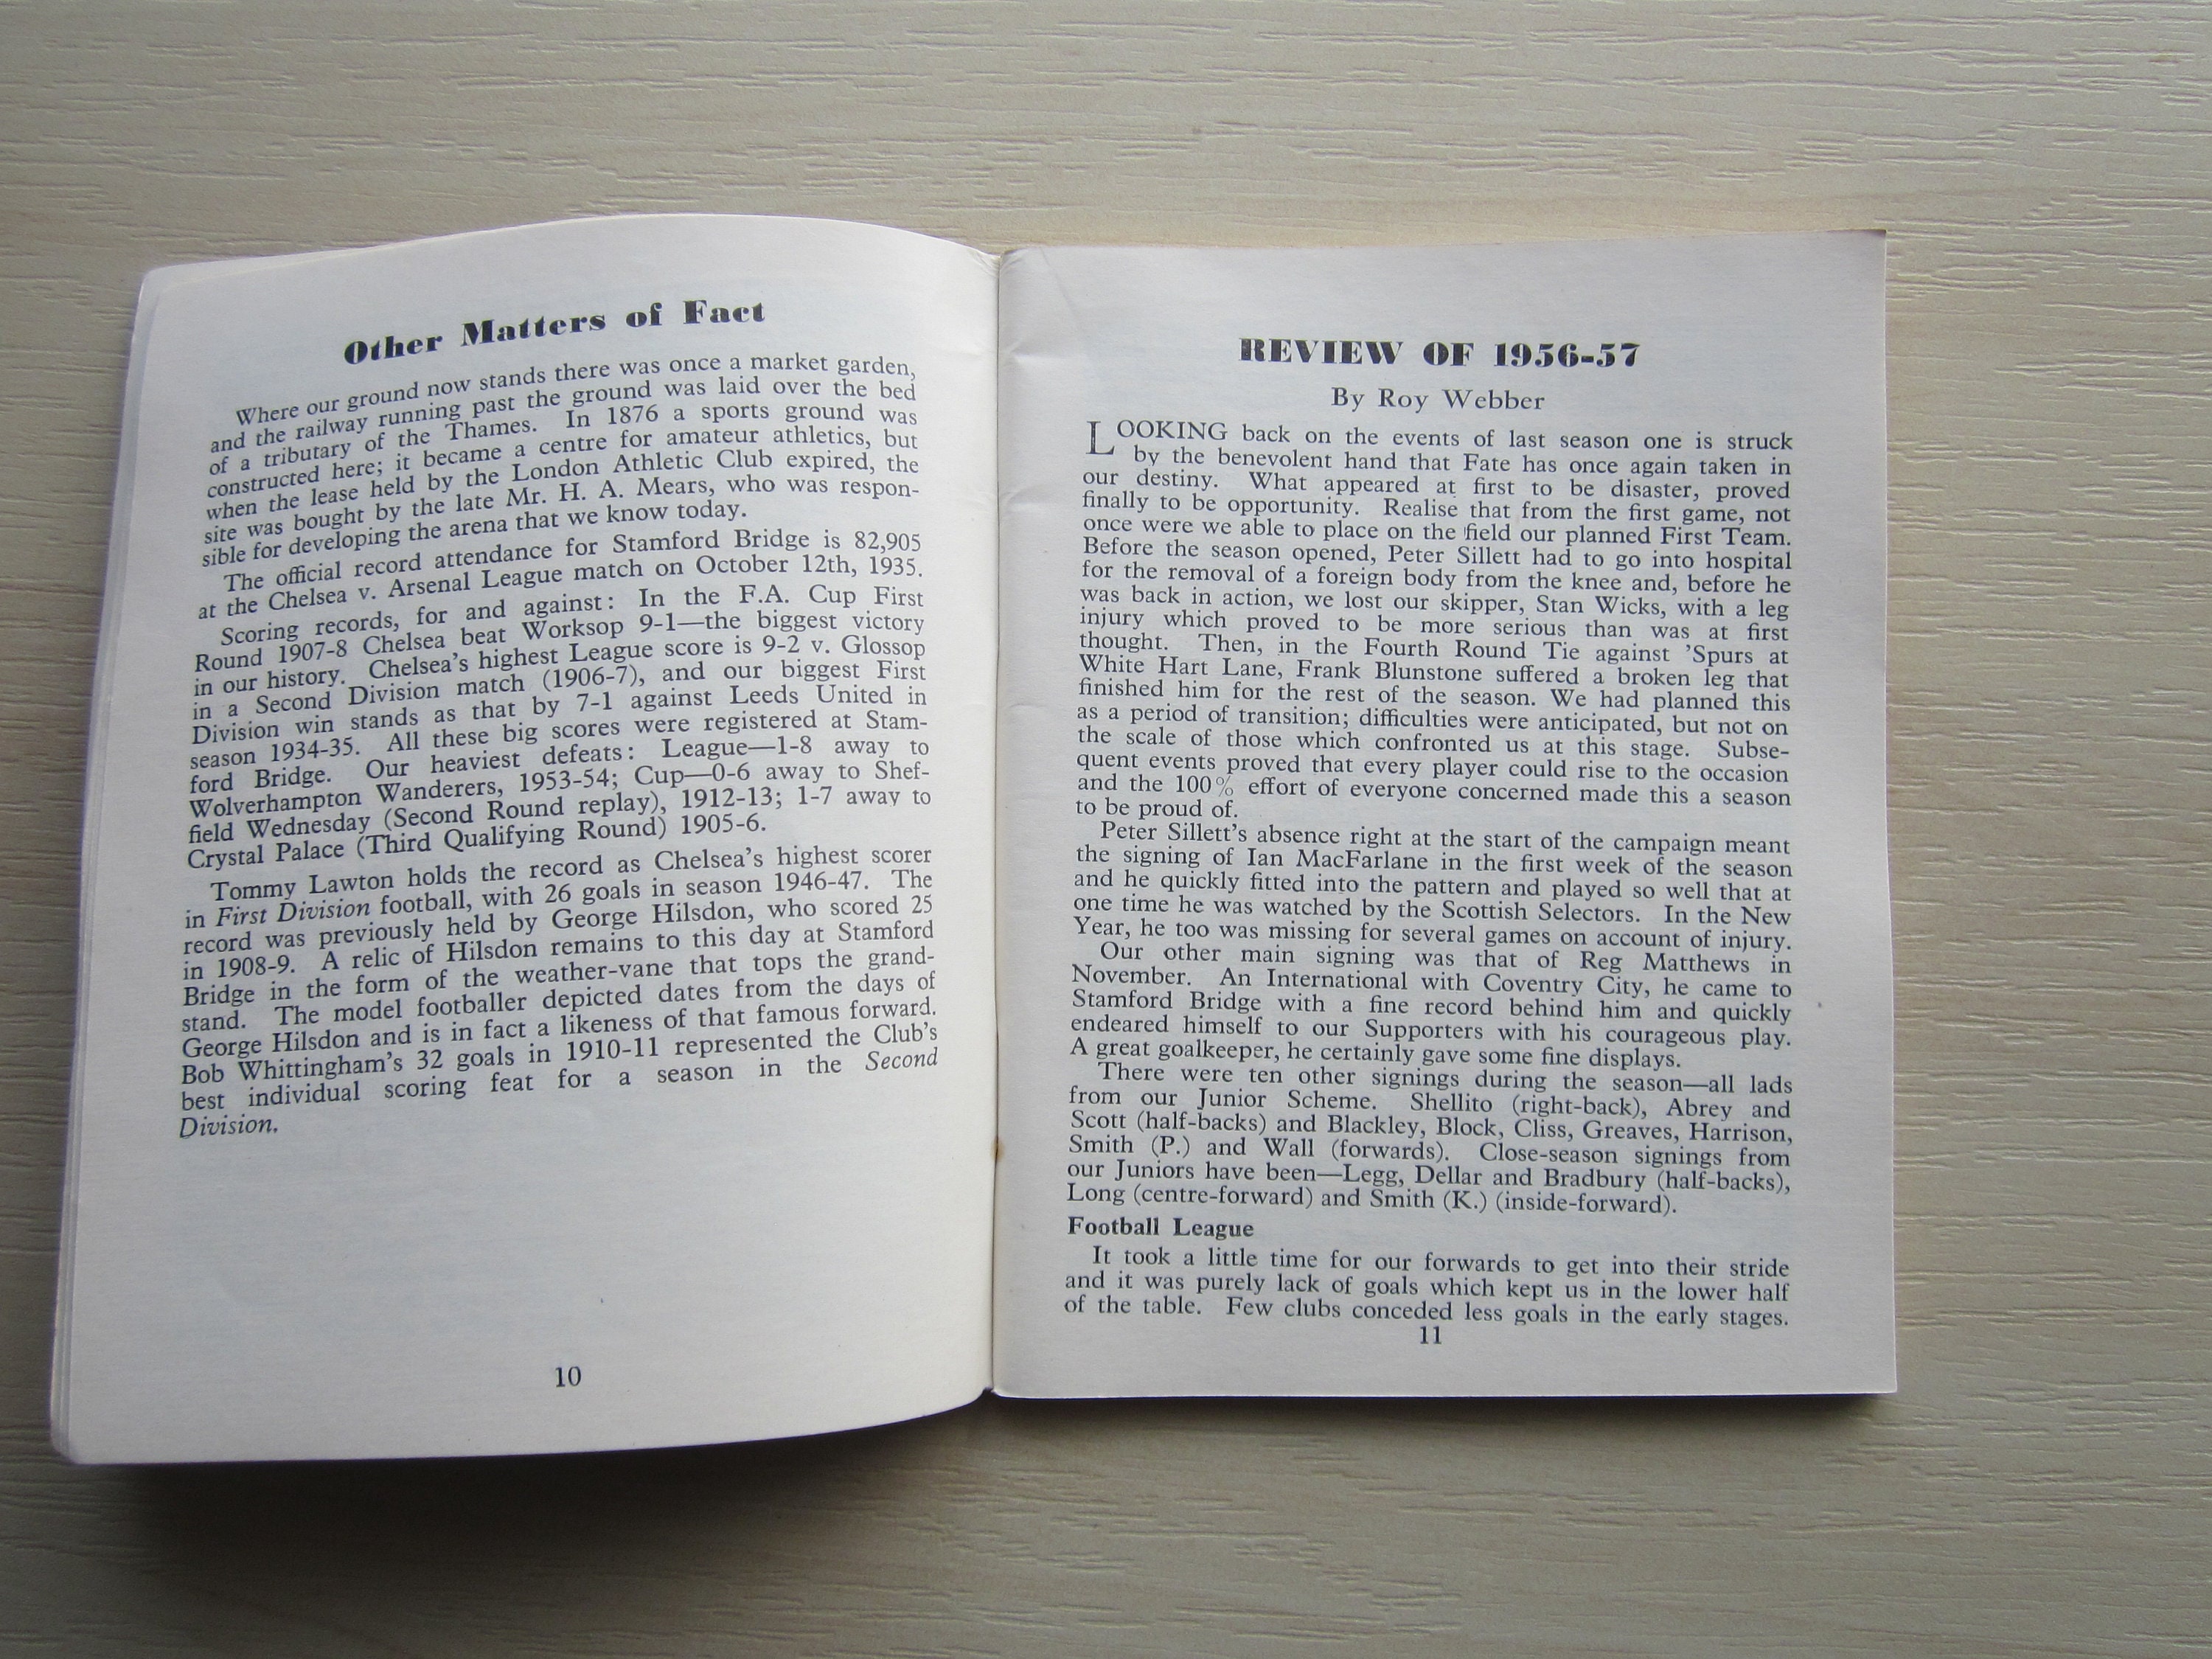 Other Matters of Fact
Where our ground now stands there was once a market garden,
and the railway running past the ground was laid over the bed
of a tributary of the Thames. In 1876 a sports ground was
constructed here; it became a centre for amateur athletics, but
when the lease held by the London Athletic Club expired, the
site was bought by the late Mr. H. A. Mears, who was respon-
sible for developing the arena that we know today.
The official record attendance for Stamford Bridge is 82,905
at the Chelsea v. Arsenal League match on October 12th, 1935.
Scoring records, for and against: In the F.A. Cup First
Round 1907-8 Chelsea beat Worksop 9-1—the biggest victory
in our history. Chelsea's highest League score is 9-2 v. Glossop
in a Second Division match (1906-7), and our biggest First
Division win stands as that by 7-1 against Leeds United in
season 1934-35. All these big scores were registered at Stam-
ford Bridge. Our heaviest defeats: League—1-8 away to
Wolverhampton Wanderers, 1953-54; Cup—0-6 away to Shef-
field Wednesday (Second Round replay), 1912-13; 1-7 away to
Crystal Palace (Third Qualifying Round) 1905-6.
Tommy Lawton holds the record as Chelsea's highest scorer
in First Division football, with 26 goals in season 1946-47. The
record was previously held by George Hilsdon, who scored 25
in 1908-9. A relic of Hilsdon remains to this day at Stamford
Bridge in the form of the weather-vane that tops the grand-
stand. The model footballer depicted dates from the days of
George Hilsdon and is in fact a likeness of that famous forward.
Bob Whittingham's 32 goals in 1910-11 represented the Club's
best individual scoring feat for a season in the Second
Division.
10
REVIEW OF 1956-57
By Roy Webber
LOOKING back on the events of last season one is struck
by the benevolent hand that Fate has once again taken in
our destiny. What appeared at first to be disaster, proved
finally to be opportunity. Realise that from the first game, not
once were we able to place on the field our planned First Team.
Before the season opened, Peter Sillett had to go into hospital
for the removal of a foreign body from the knee and, before he
was back in action, we lost our skipper, Stan Wicks, with a leg
injury which proved to be more serious than was at first
thought. Then, in the Fourth Round Tie against 'Spurs at
White Hart Lane, Frank Blunstone suffered a broken leg that
finished him for the rest of the season. We had planned this
as a period of transition; difficulties were anticipated, but not on
the scale of those which confronted us at this stage. Subse-
quent events proved that every player could rise to the occasion
and the 100% effort of everyone concerned made this a season
to be proud of.
Peter Sillett's absence right at the start of the campaign meant
the signing of Ian MacFarlane in the first week of the season
and he quickly fitted into the pattern and played so well that at
one time he was watched by the Scottish Selectors. In the New
Year, he too was missing for several games on account of injury.
Our other main signing was that of Reg Matthews in
November. An International with Coventry City, he came to
Stamford Bridge with a fine record behind him and quickly
endeared himself to our Supporters with his courageous play.
A great goalkeeper, he certainly gave some fine displays.
There were ten other signings during the season—all lads
from our Junior Scheme. Shellito (right-back), Abrey and
Scott (half-backs) and Blackley, Block, Cliss, Greaves, Harrison,
Smith (P.) and Wall (forwards). Close-season signings from
our Juniors have been—Legg, Dellar and Bradbury (half-backs),
Long (centre-forward) and Smith (K.) (inside-forward).
Football League
It took a little time for our forwards to get into their stride
and it was purely lack of goals which kept us in the lower half
of the table. Few clubs conceded less goals in the early stages.
11